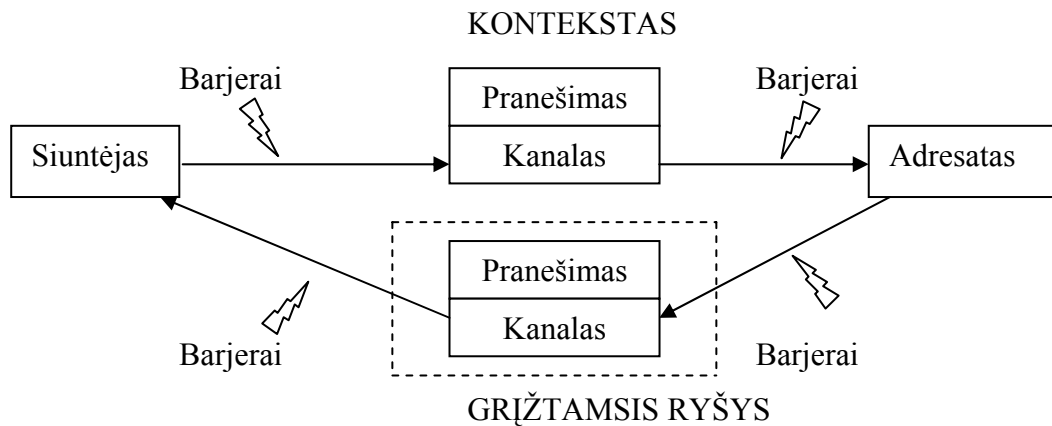 KONTEKSTAS
Barjerai
Pranešimas
Barjerai
Siuntėjas
Kanalas
Adresatas
Pranešimas
Kanalas
Barjerai
Barjerai
GRĮŽTAMSIS RYŠYS